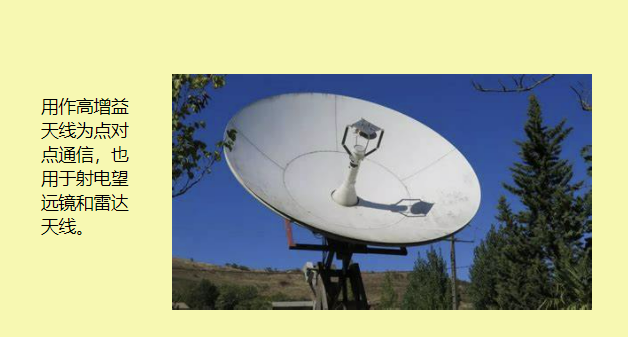 用作高增益
天线为点对
点通信，也
用于射电望
远镜和雷达
天线。